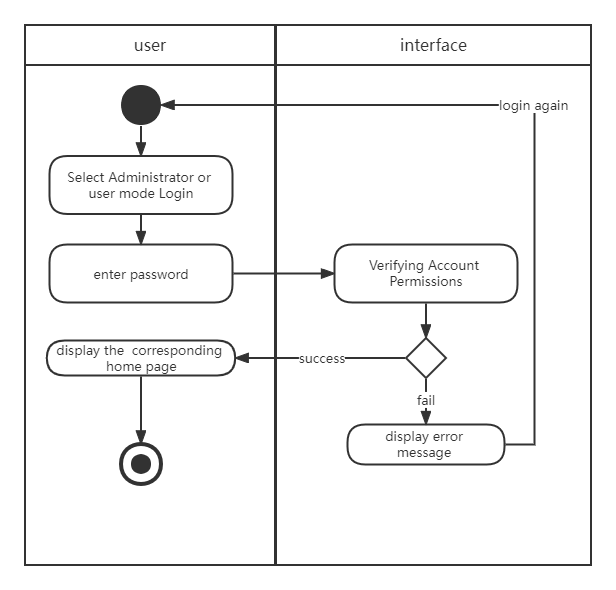 user
interface
login again
Select Administrator or
user mode Login
enter password
Verifying Account
Permissions
display the  corresponding
home page
success
fail
display error
message